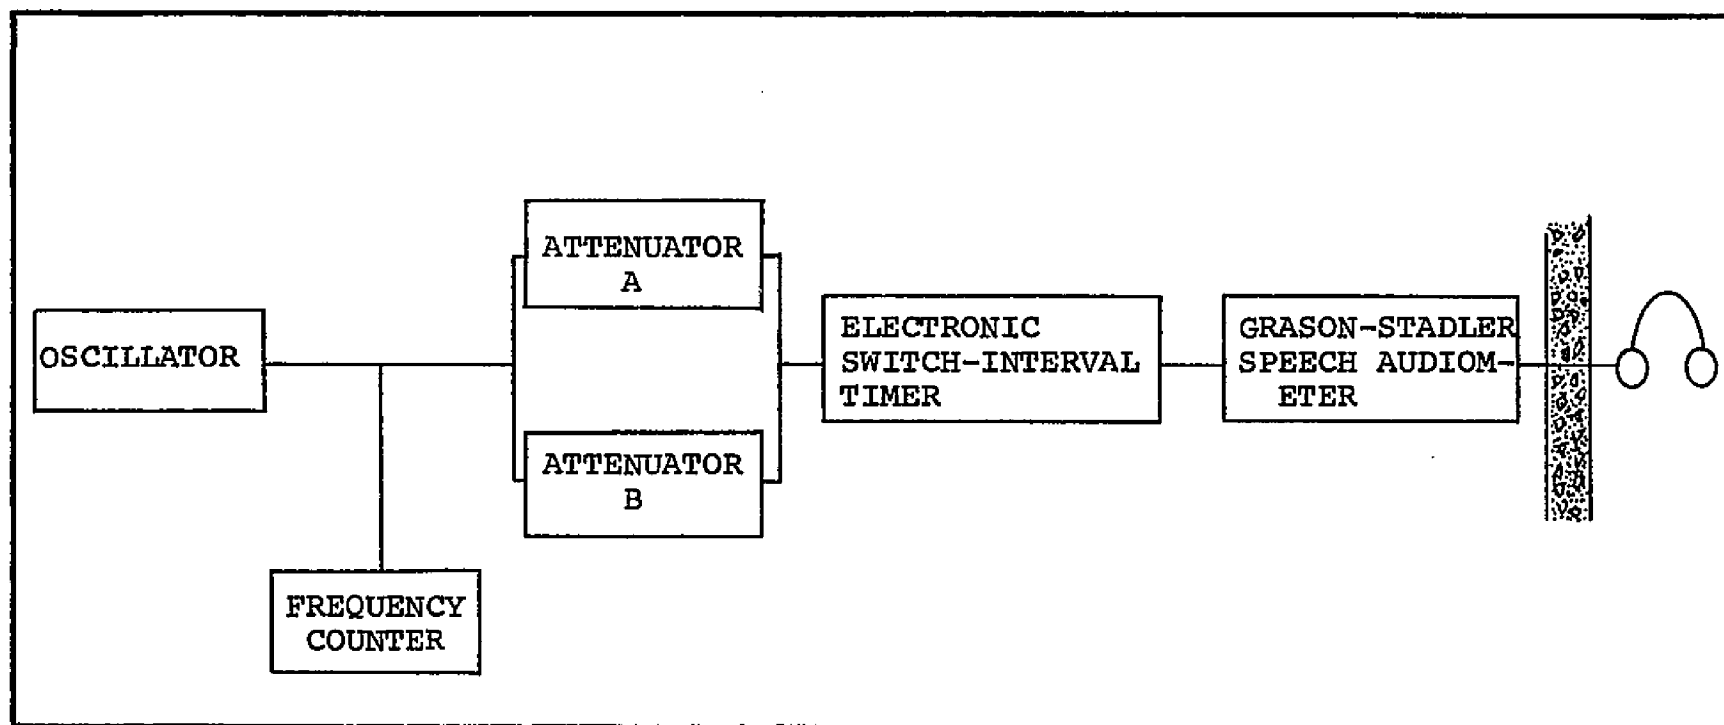 OSCILLATOR
FREQUENCY
COUNTER
ATTENUATOR
A
ATTENUATOR
B
ELECTRONIC
SWITCH-INTERVAL
TIMER
GRASON-STADLER
SPEECH AUDIOM-
ETER